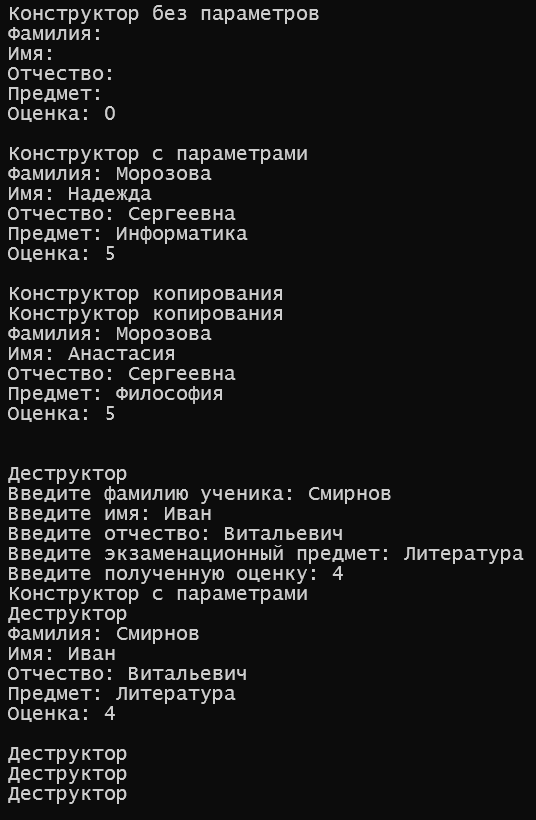 Конструктор без параметров
Фамилия:
Имя:
Отчество:
Предмет:
Оценка: 0
Конструктор с параметрами
Фамилия: Морозова
Имя: Надежда
Отчество: Сергеевна
Предмет: Информатика
Оценка: 5
Конструктор копирования
Конструктор копирования
Фамилия: Морозова
Имя: Анастасия
Отчество: Сергеевна
Предмет: Философия
Оценка: 5
Деструктор
Введите фамилию ученика: Смирнов
Введите имя: Иван
Введите отчество: Витальевич
Введите экзаменационный предмет: Литература
Введите полученную оценку: 4
Конструктор с параметрами
Деструктор
Фамилия: Смирнов
Имя: Иван
Отчество: Витальевич
Предмет: Литература
Оценка: 4
Деструктор
Деструктор
Деструктор